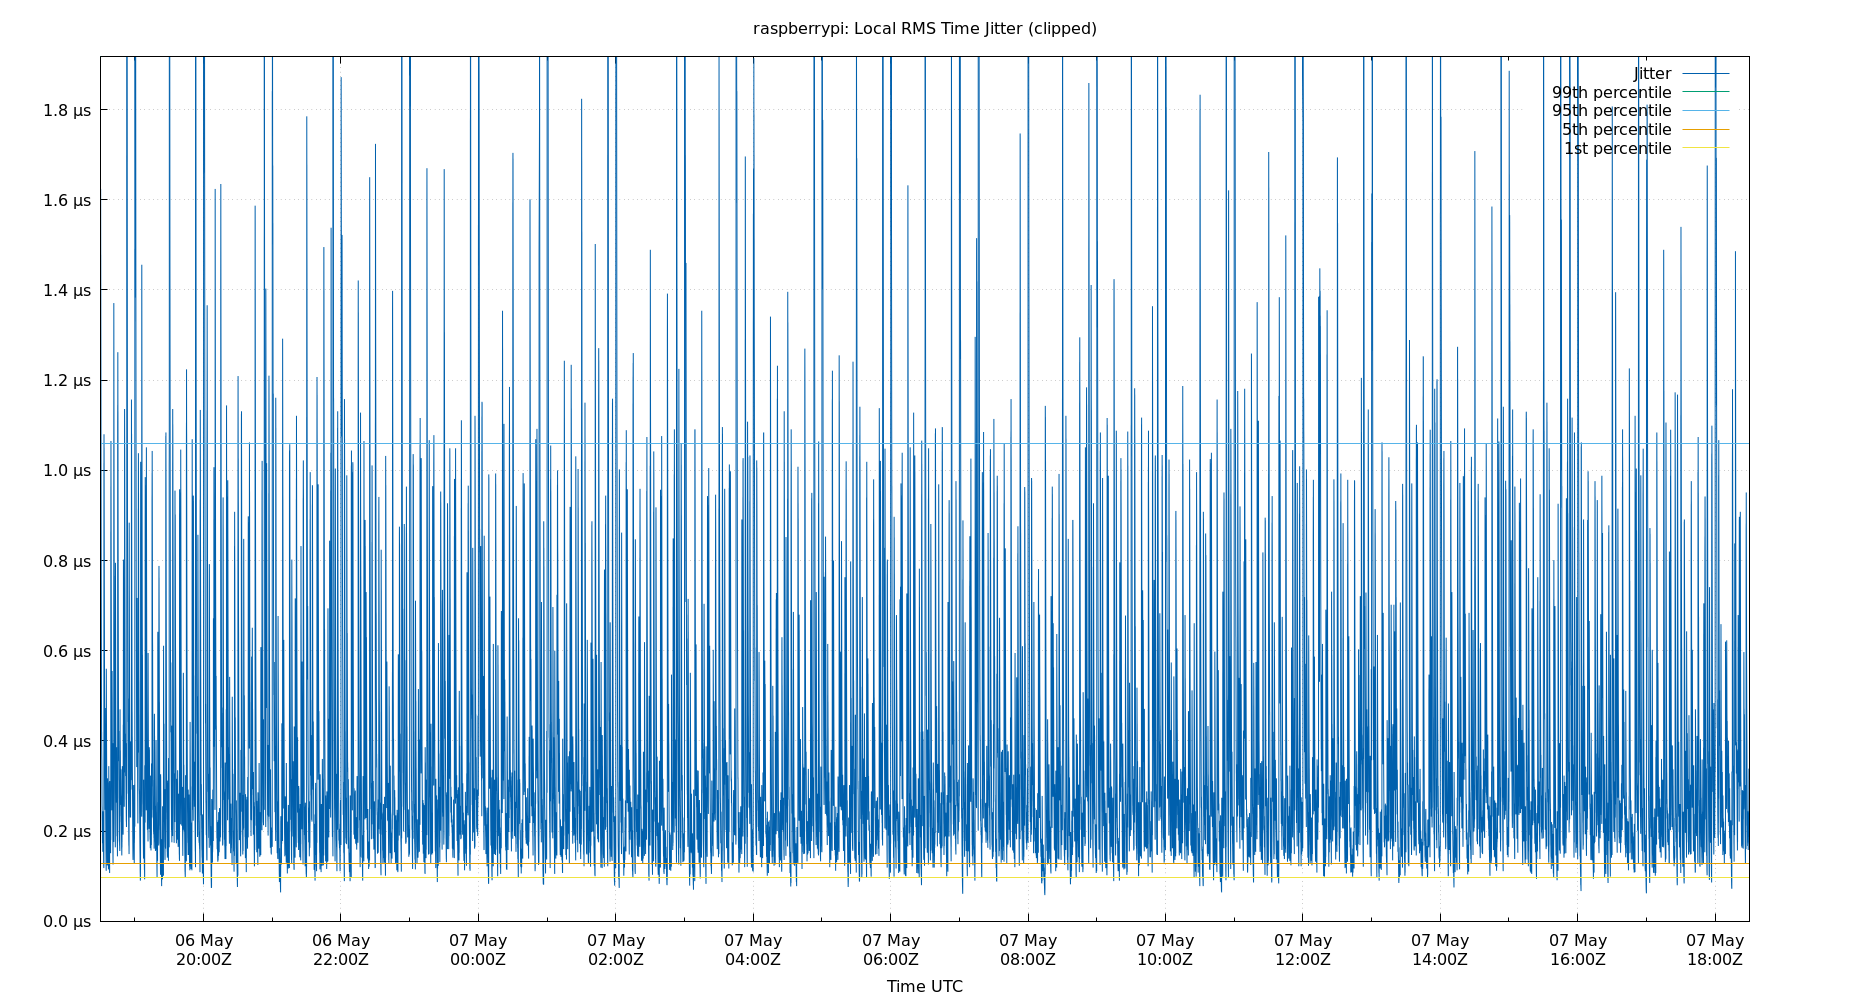 raspberrypi: Local RMS Time Jitter (clipped)
Jitter
99th percentile
95th percentile
5th percentile
1st percentile
1.8 µs
1.6 µs
1.4 µs
1.2 µs
1.0 µs
0.8 µs
0.6 µs
0.4 µs
0.2 µs
0.0 µs
06 May 06 May 07 May 07 May 07 May 07 May 07 May 07 May 07 May 07 May 07 May 07 May
20:00Z 22:00Z 00:00Z 02:00Z 04:00Z 06:00Z 08:00Z 10:00Z 12:00Z 14:00Z 16:00Z 18:00Z
Time UTC